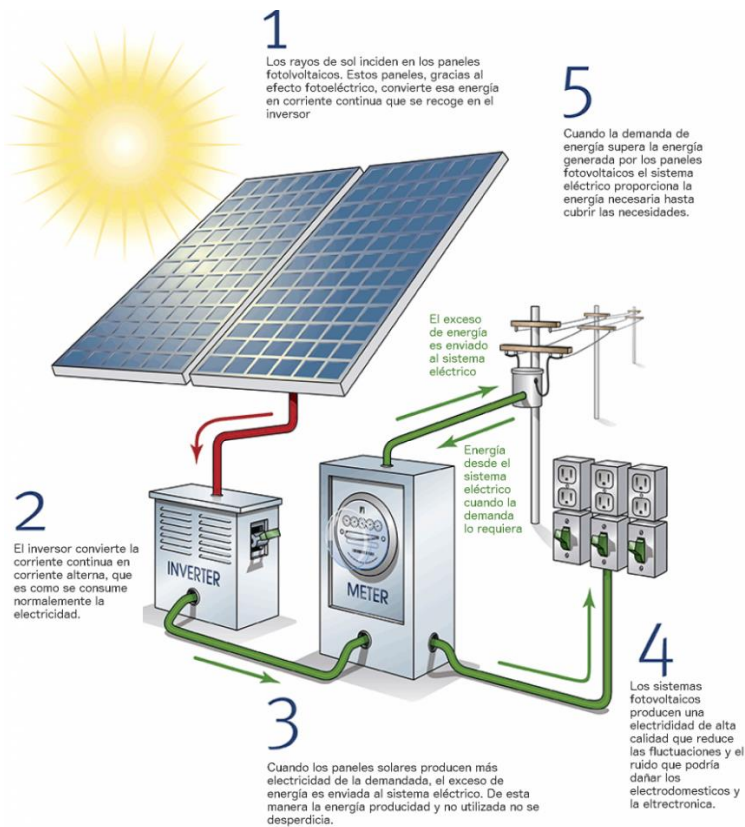 1
Los rayos de sol inciden en los paneles
fotolvoltaicos. Estos paneles, gracias al
efecto fotoeléctrico, convierte esa energía
en corriente continua que se recoge en el
inversor
5
Cuando la demanda de
energía supera la energía
generada por los paneles
fotovoltaicos el sistema
eléctrico proporciona la
energía necesaria hasta
cubrir las necesidades.
El exceso
de energía
es enviado
al sistema
eléctrico
Energía
desde el
sistema
eléctrico
cuando la
demanda
lo requiera
2
El inversor convierte la
corriente continua en
corriente alterna, que
es como se consume
normalemente la
electricidad.
INVERTER
METER
3
Cuando los paneles solares producen más
electricidad de la demandada, el exceso de
energía es enviada al sistema eléctrico. De esta
manera la energía producidad y no utilizada no se
desperdicia.
4
Los sistemas
fotovoltaicos
producen una
electrididad de alta
calidad que reduce
las fluctuaciones y el
ruido que podría
dañar los
electrodomesticos y
la eltrectronica.